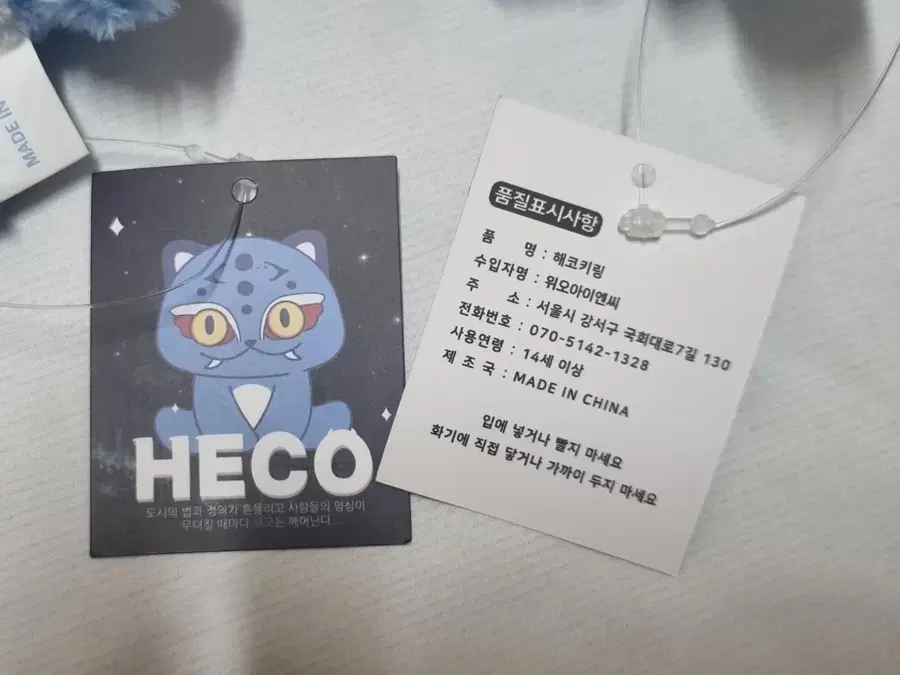 MADE IN
HECO
도시의 법과 정의가 흔들리고 사람들의 양심이
무뎌질 때마다 해코는 깨어난다...
품질표시사항
품 명 : 해코키링
수입자명 : 위오아이앤씨
주 소 : 서울시 강서구 국회대로7길 130
전화번호 : 070-5142-1328
사용연령 : 14세 이상
제 조 국 : MADE IN CHINA
입에 넣거나 빨지 마세요
화기에 직접 닿거나 가까이 두지 마세요